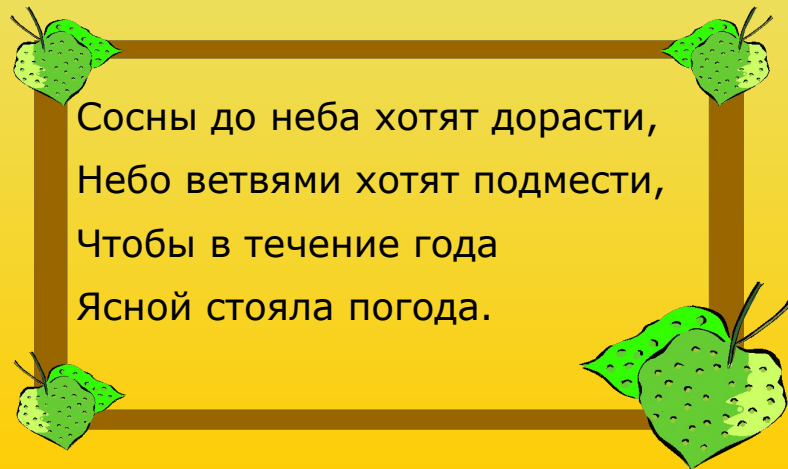 Сосны до неба хотят дорасти,
Небо ветвями хотят подмести,
Чтобы в течение года
Ясной стояла погода.